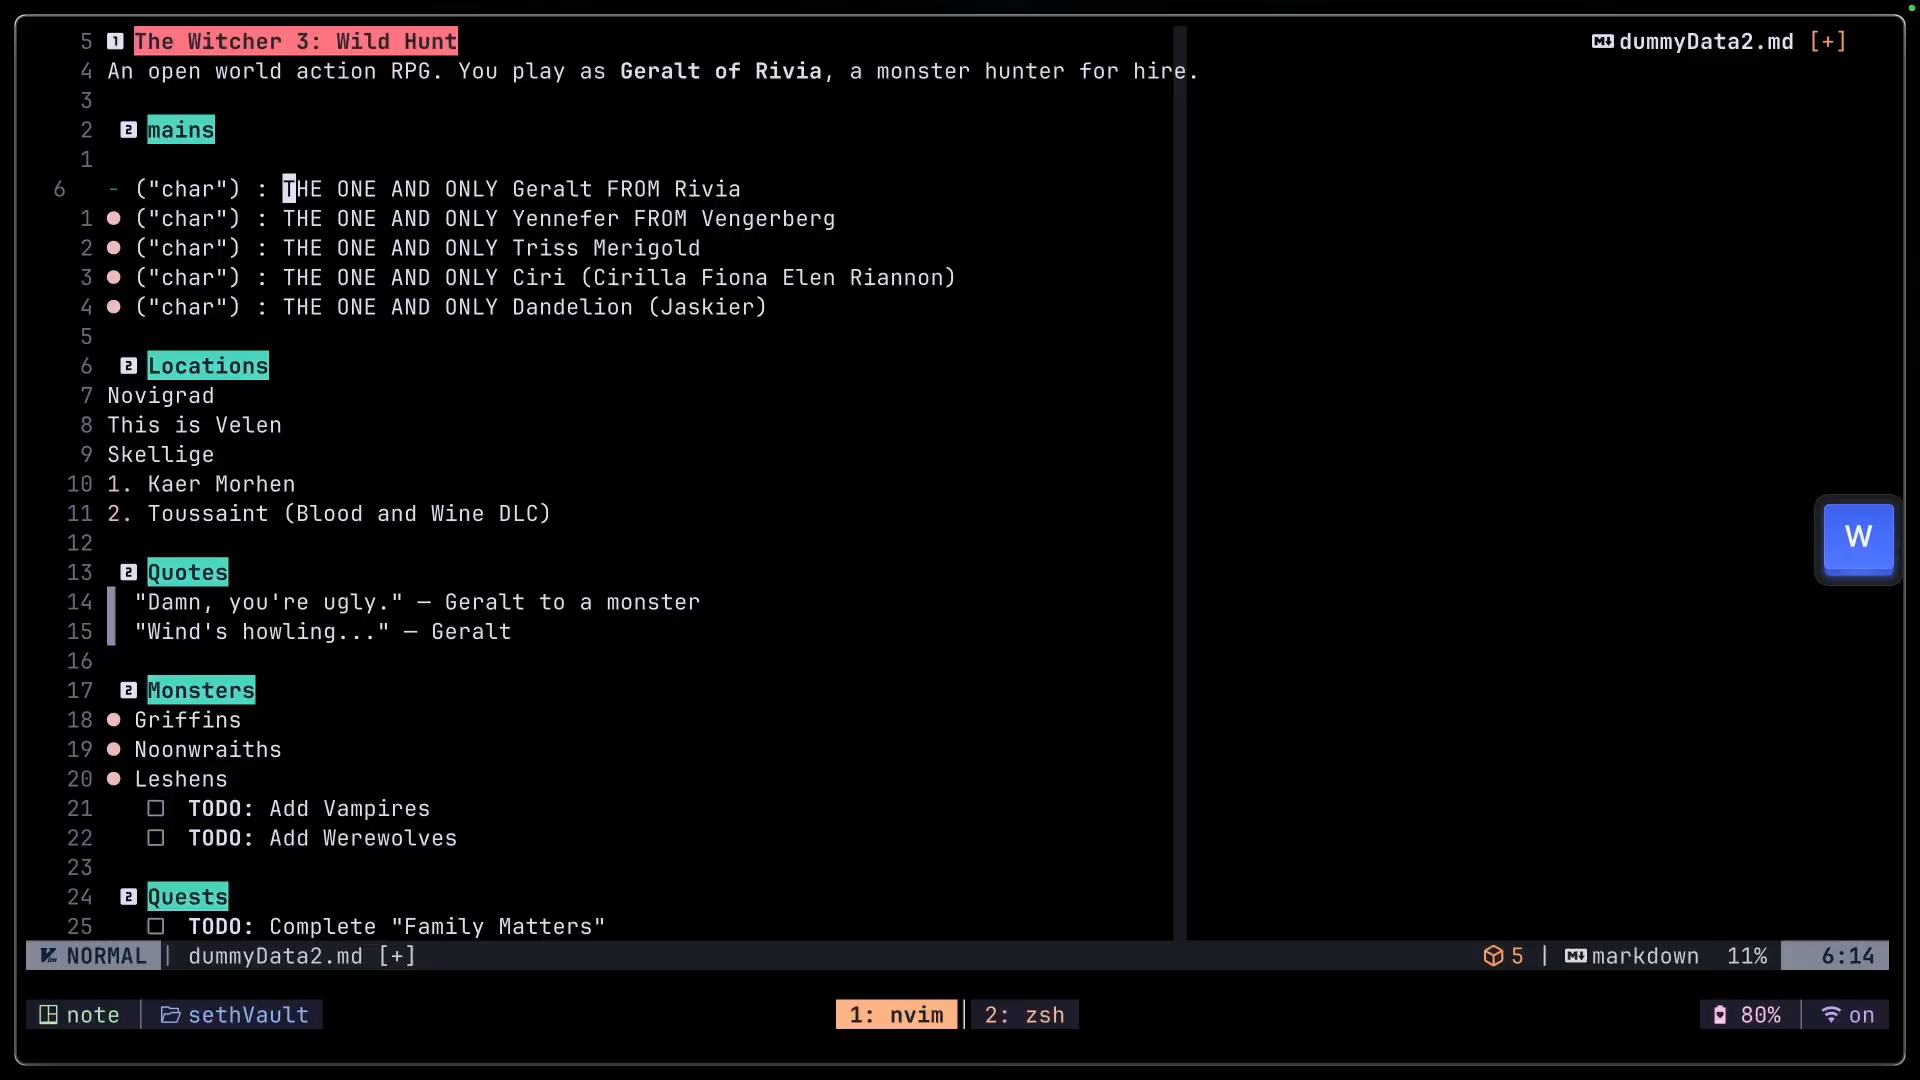 5 1 The Witcher 3: Wild Hunt
dummyData2.md [+]
4 An open world action RPG. You play as Geralt of Rivia, a monster hunter for hire.
3
2 2 mains
1
6 - ("char") : THE ONE AND ONLY Geralt FROM Rivia
1 ● ("char") : THE ONE AND ONLY Yennefer FROM Vengerberg
2 ● ("char") : THE ONE AND ONLY Triss Merigold
3 ● ("char") : THE ONE AND ONLY Ciri (Cirilla Fiona Elen Riannon)
4 ● ("char") : THE ONE AND ONLY Dandelion (Jaskier)
5
6 2 Locations
7 Novigrad
8 This is Velen
9 Skellige
10 1. Kaer Morhen
11 2. Toussaint (Blood and Wine DLC)
12
13 2 Quotes
14 "Damn, you're ugly." — Geralt to a monster
15 "Wind's howling..." — Geralt
16
17 2 Monsters
18 ● Griffins
19 ● Noonwraiths
20 ● Leshens
21 □ TODO: Add Vampires
22 □ TODO: Add Werewolves
23
24 2 Quests
25 □ TODO: Complete "Family Matters"
W
NORMAL | dummyData2.md [+]
5 | markdown 11% 6:14
note | sethVault
1: nvim | 2: zsh
80% | on